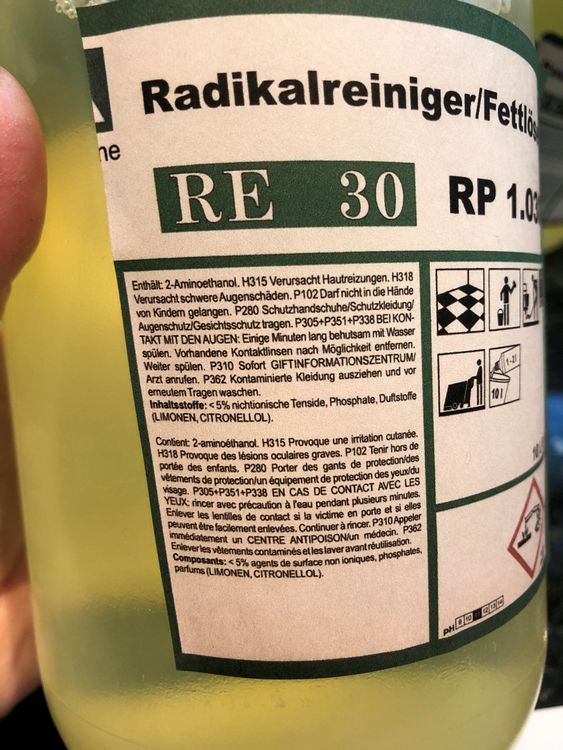 ne
Radikalreiniger/Fettlös
RE 30
RP 1.03
Enthält: 2-Aminoethanol. H315 Verursacht Hautreizungen. H318
Verursacht schwere Augenschäden. P102 Darf nicht in die Hände
von Kindern gelangen. P280 Schutzhandschuhe/Schutzkleidung/
Augenschutz/Gesichtsschutz tragen. P305+P351+P338 BEI KON-
TAKT MIT DEN AUGEN: Einige Minuten lang behutsam mit Wasser
spülen. Vorhandene Kontaktlinsen nach Möglichkeit entfernen.
Weiter spülen. P310 Sofort GIFTINFORMATIONSZENTRUM/
Arzt anrufen. P362 Kontaminierte Kleidung ausziehen und vor
erneutem Tragen waschen.
Inhaltsstoffe: < 5% nichtionische Tenside, Phosphate, Duftstoffe
(LIMONEN, CITRONELLOL).
Contient: 2-aminoéthanol. H315 Provoque une irritation cutanée.
H318 Provoque des lésions oculaires graves. P102 Tenir hors de
portée des enfants. P280 Porter des gants de protection/des
vêtements de protection/un équipement de protection des yeux/du
visage. P305+P351+P338 EN CAS DE CONTACT AVEC LES
YEUX: rincer avec précaution à l'eau pendant plusieurs minutes.
Enlever les lentilles de contact si la victime en porte et si elles
peuvent être facilement enlevées. Continuer à rincer. P310 Appeler
immédiatement un CENTRE ANTIPOISON/un médecin. P362
Enlever les vêtements contaminés et les laver avant réutilisation.
Composants: < 5% agents de surface non ioniques, phosphates,
parfums (LIMONEN, CITRONELLOL).
10 l
10 L
pH 9 10 11 12 13 14